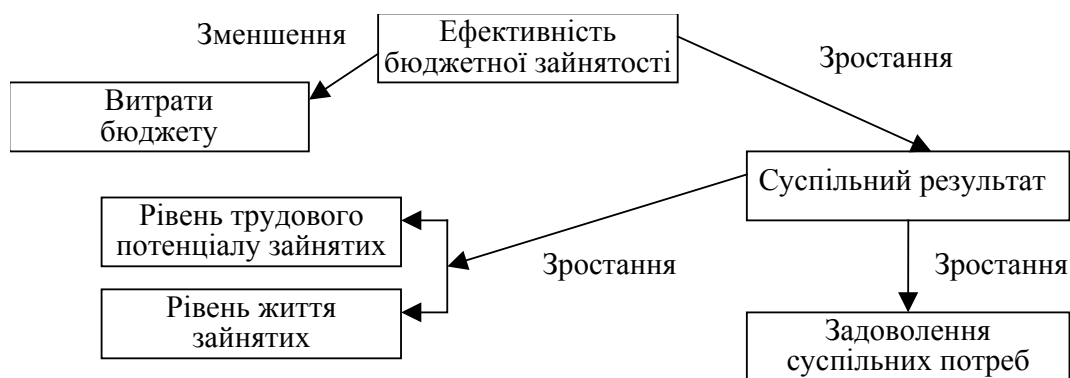 Зменшення
Ефективність
бюджетної зайнятості
Зростання
Витрати
бюджету
Суспільний результат
Рівень трудового
потенціалу зайнятих
Зростання
Зростання
Рівень життя
зайнятих
Задоволення
суспільних потреб